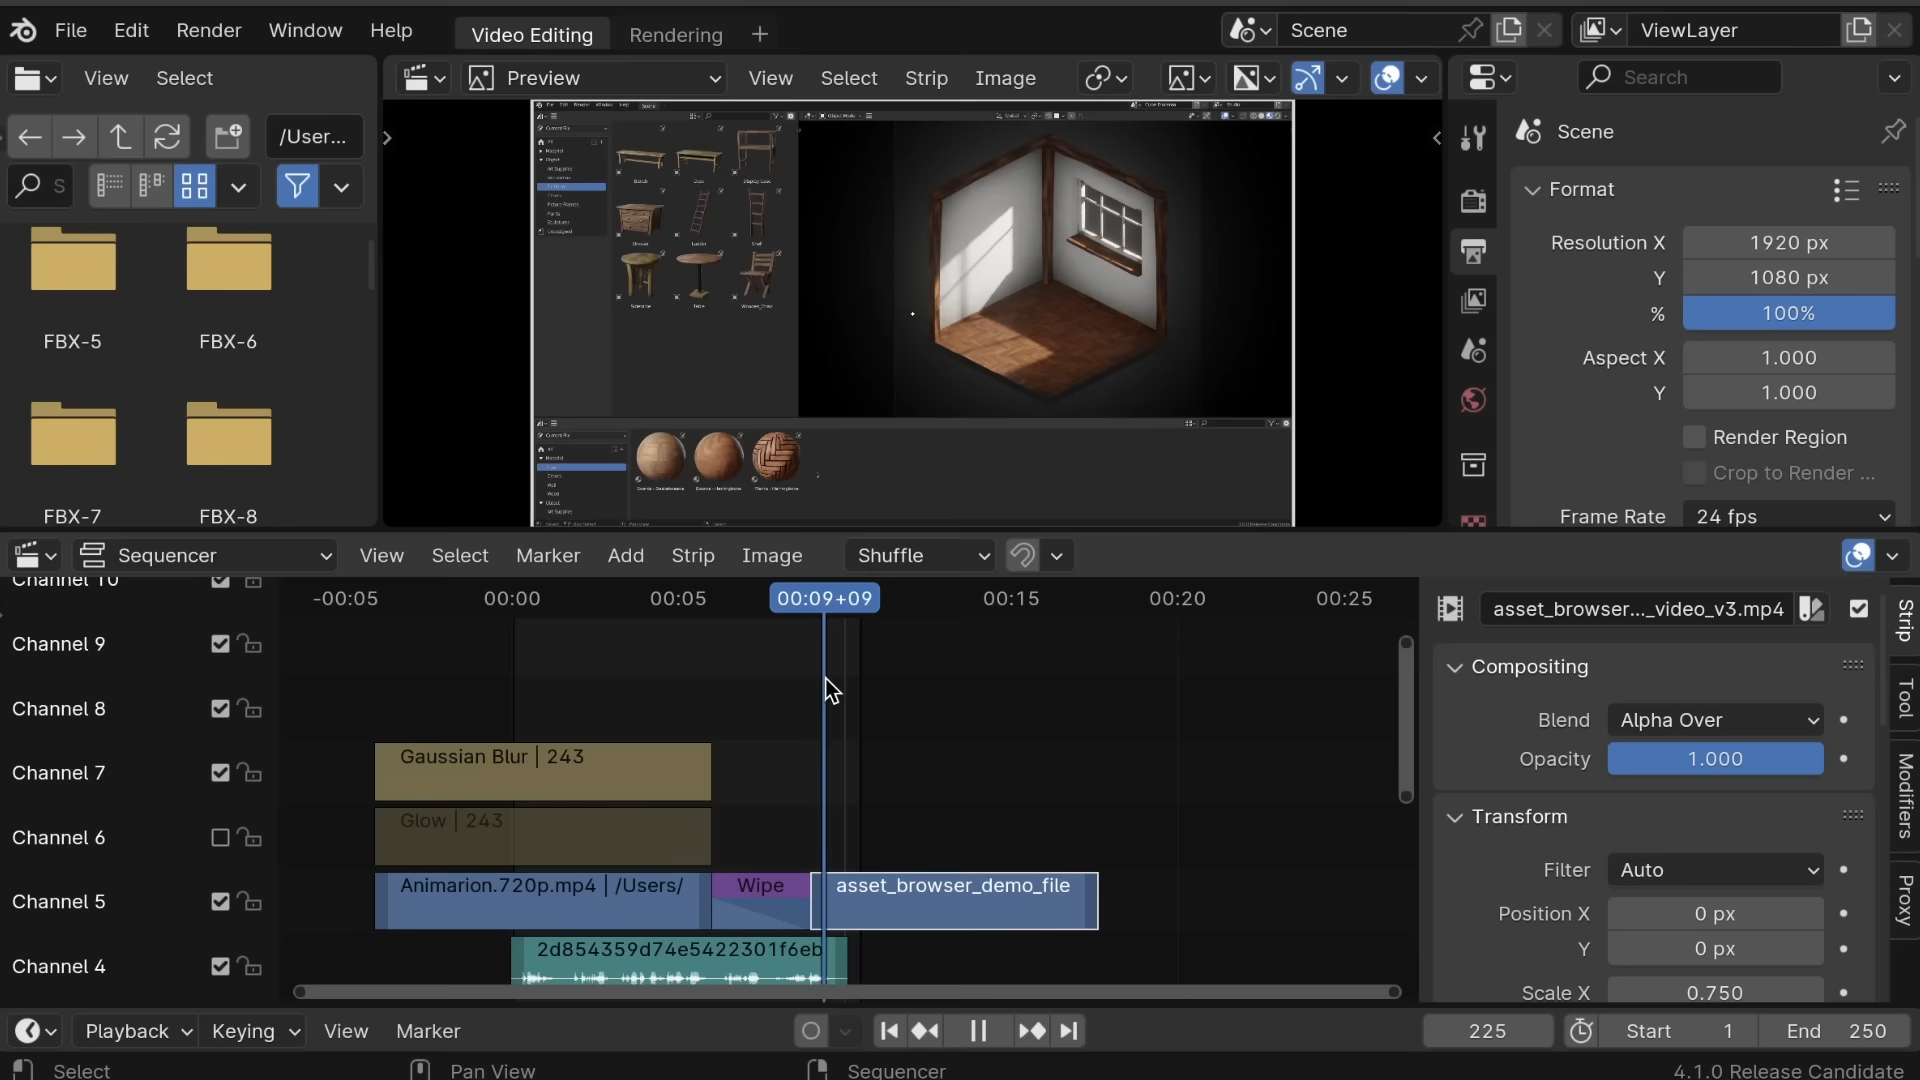 File Edit Render Window Help Video Editing Rendering + Scene ViewLayer
View Select Preview View Select Strip Image Search
/User...
S
Scene
Format
Resolution X 1920 px
Y 1080 px
% 100%
Aspect X 1.000
Y 1.000
Render Region
Crop to Render ...
Frame Rate 24 fps
FBX-5 FBX-6
FBX-7 FBX-8
Sequencer View Select Marker Add Strip Image Shuffle
Channel 10
-00:05 00:00 00:05 00:09+09 00:15 00:20 00:25
Channel 9
Channel 8
Channel 7
Channel 6
Channel 5
Channel 4
Gaussian Blur | 243
Glow | 243
Animarion.720p.mp4 | /Users/ Wipe asset_browser_demo_file
2d854359d74e5422301f6eb
asset_browser..._video_v3.mp4
Compositing
Blend Alpha Over
Opacity 1.000
Transform
Filter Auto
Position X 0 px
Y 0 px
Scale X 0.750
Strip
Tool
Modifiers
Proxy
Playback Keying View Marker 225 Start 1 End 250
Select Pan View Sequencer 4.1.0 Release Candidate